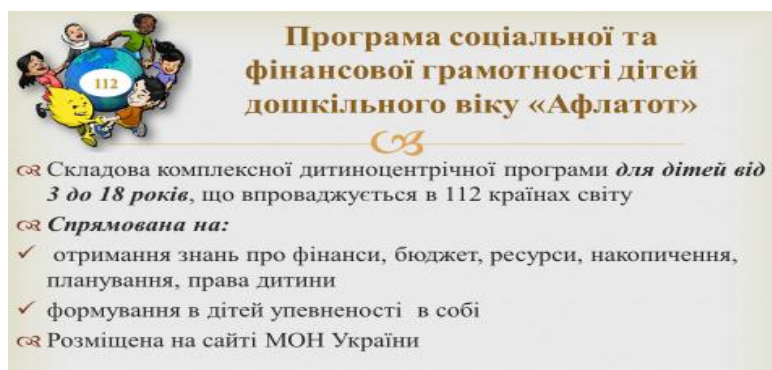 112
Програма соціальної та
фінансової грамотності дітей
дошкільного віку «Афлатот»
Складова комплексної дитиноцентричної програми для дітей від
3 до 18 років, що впроваджується в 112 країнах світу
Спрямована на:
✓ отримання знань про фінанси, бюджет, ресурси, накопичення,
планування, права дитини
✓ формування в дітей упевненості в собі
Розміщена на сайті МОН України